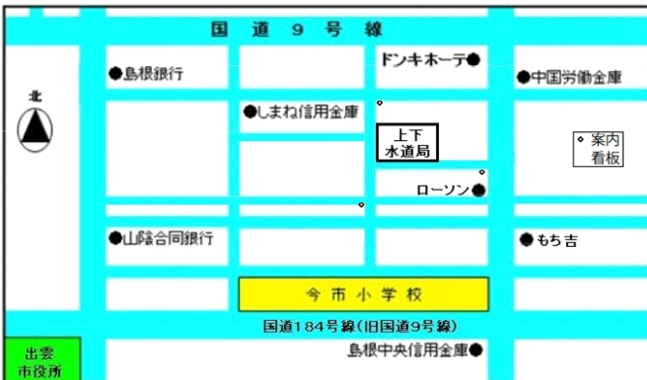 国道9号線
ドンキホーテ
島根銀行
中国労働金庫
北
しまね信用金庫
上下
水道局
案内
看板
ローソン
山陰合同銀行
もち吉
今市小学校
国道184号線(旧国道9号線)
出雲
市役所
島根中央信用金庫